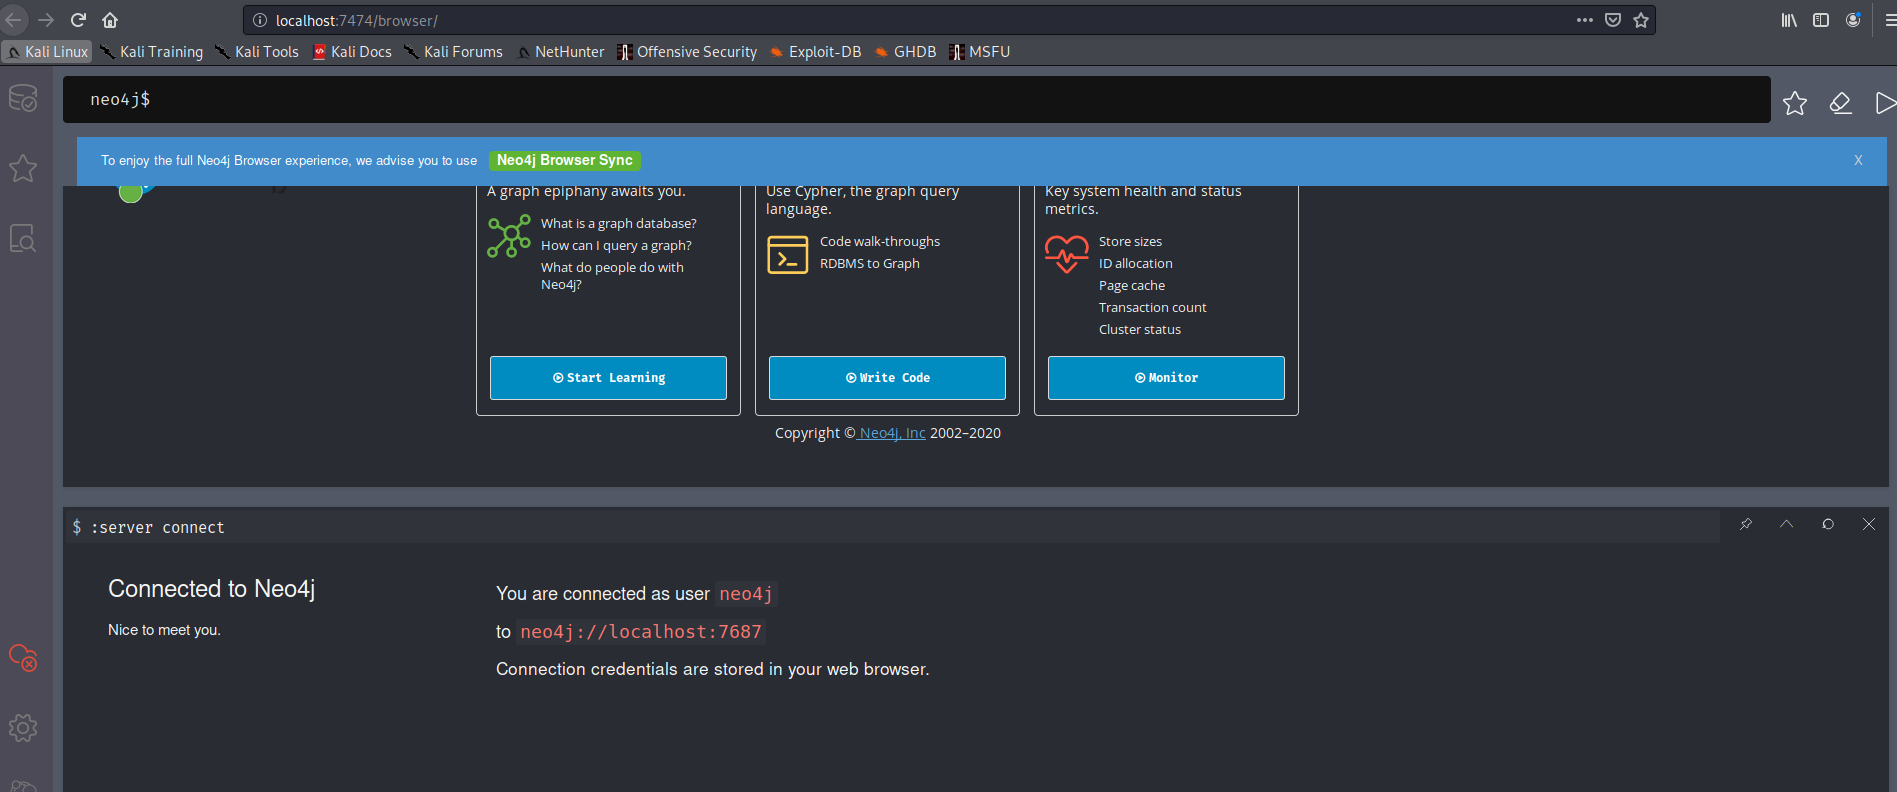 localhost:7474/browser/
Kali Linux Kali Training Kali Tools Kali Docs Kali Forums NetHunter Offensive Security Exploit-DB GHDB MSFU
neo4j$
To enjoy the full Neo4j Browser experience, we advise you to use Neo4j Browser Sync X
A graph epiphany awaits you.
What is a graph database?
How can I query a graph?
What do people do with
Neo4j?
Start Learning
Use Cypher, the graph query
language.
Code walk-throughs
RDBMS to Graph
Write Code
Key system health and status
metrics.
Store sizes
ID allocation
Page cache
Transaction count
Cluster status
Monitor
Copyright © Neo4j, Inc 2002–2020
$ :server connect
Connected to Neo4j
Nice to meet you.
You are connected as user neo4j
to neo4j://localhost:7687
Connection credentials are stored in your web browser.